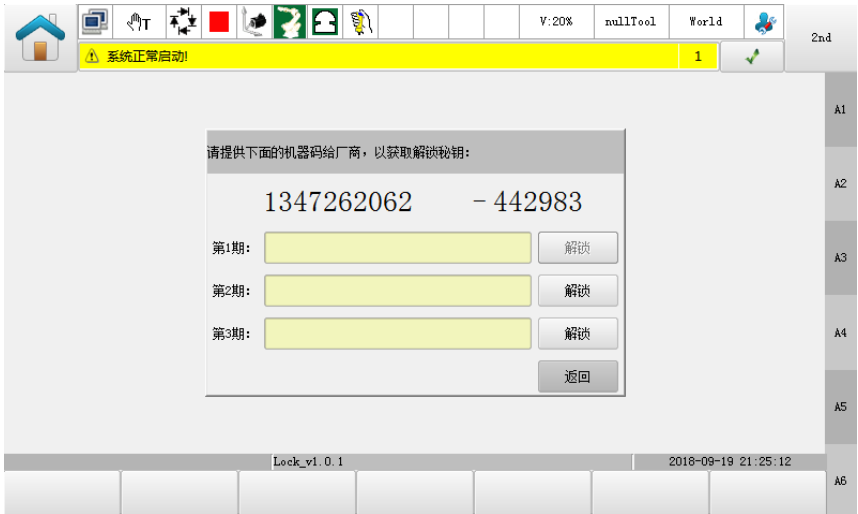 T V:20% nullTool World 2nd
系统正常启动! 1
A1
请提供下面的机器码给厂商，以获取解锁秘钥：
A2
1347262062 -442983
第1期： 解锁
A3
第2期： 解锁
第3期： 解锁
A4
返回
A5
Lock_v1.0.1 2018-09-19 21:25:12
A6